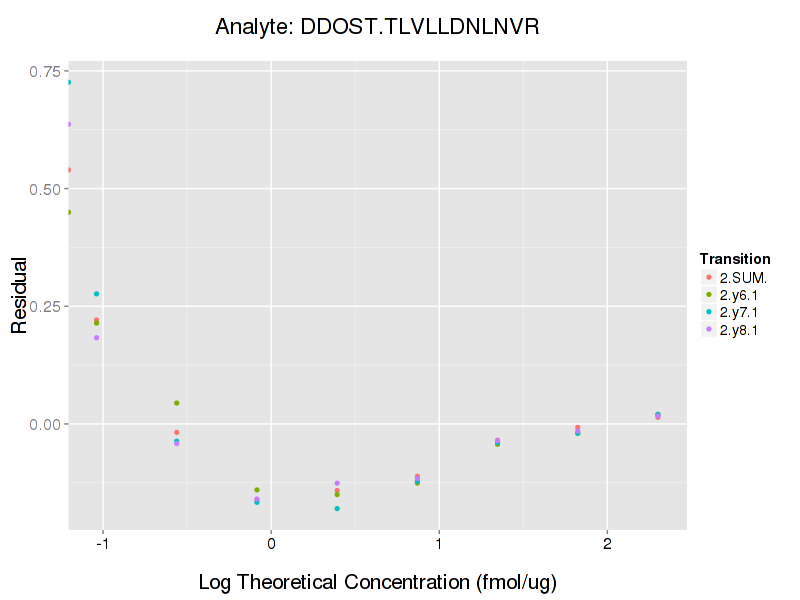 Analyte: DDOST.TLVLLDNLNVR
0.75
0.50
0.25
0.00
Residual
-1 0 1 2
Log Theoretical Concentration (fmol/ug)
Transition
2.SUM.
2.y6.1
2.y7.1
2.y8.1